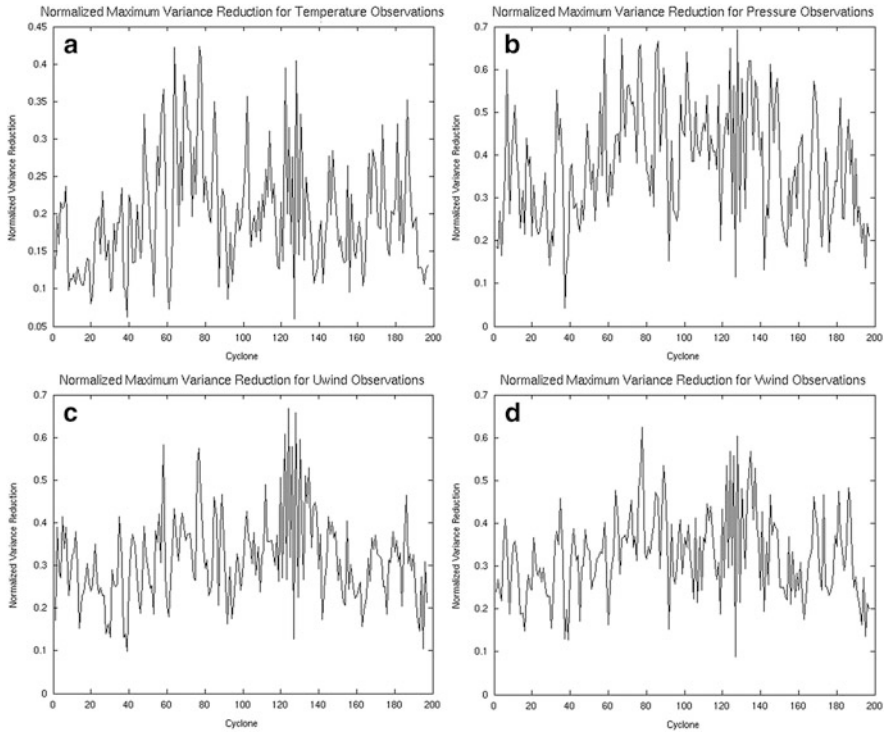 Normalized Maximum Variance Reduction for Temperature Observations
a
Normalized Variance Reduction
0.45
0.4
0.35
0.3
0.25
0.2
0.15
0.1
0.05
0 20 40 60 80 100 120 140 160 180 200
Cyclone
Normalized Maximum Variance Reduction for Pressure Observations
b
Normalized Variance Reduction
0.7
0.6
0.5
0.4
0.3
0.2
0.1
0
0 20 40 60 80 100 120 140 160 180 200
Cyclone
Normalized Maximum Variance Reduction for Uwind Observations
c
Normalized Variance Reduction
0.7
0.6
0.5
0.4
0.3
0.2
0.1
0
0 20 40 60 80 100 120 140 160 180 200
Cyclone
Normalized Maximum Variance Reduction for Vwind Observations
d
Normalized Variance Reduction
0.7
0.6
0.5
0.4
0.3
0.2
0.1
0
0 20 40 60 80 100 120 140 160 180 200
Cyclone